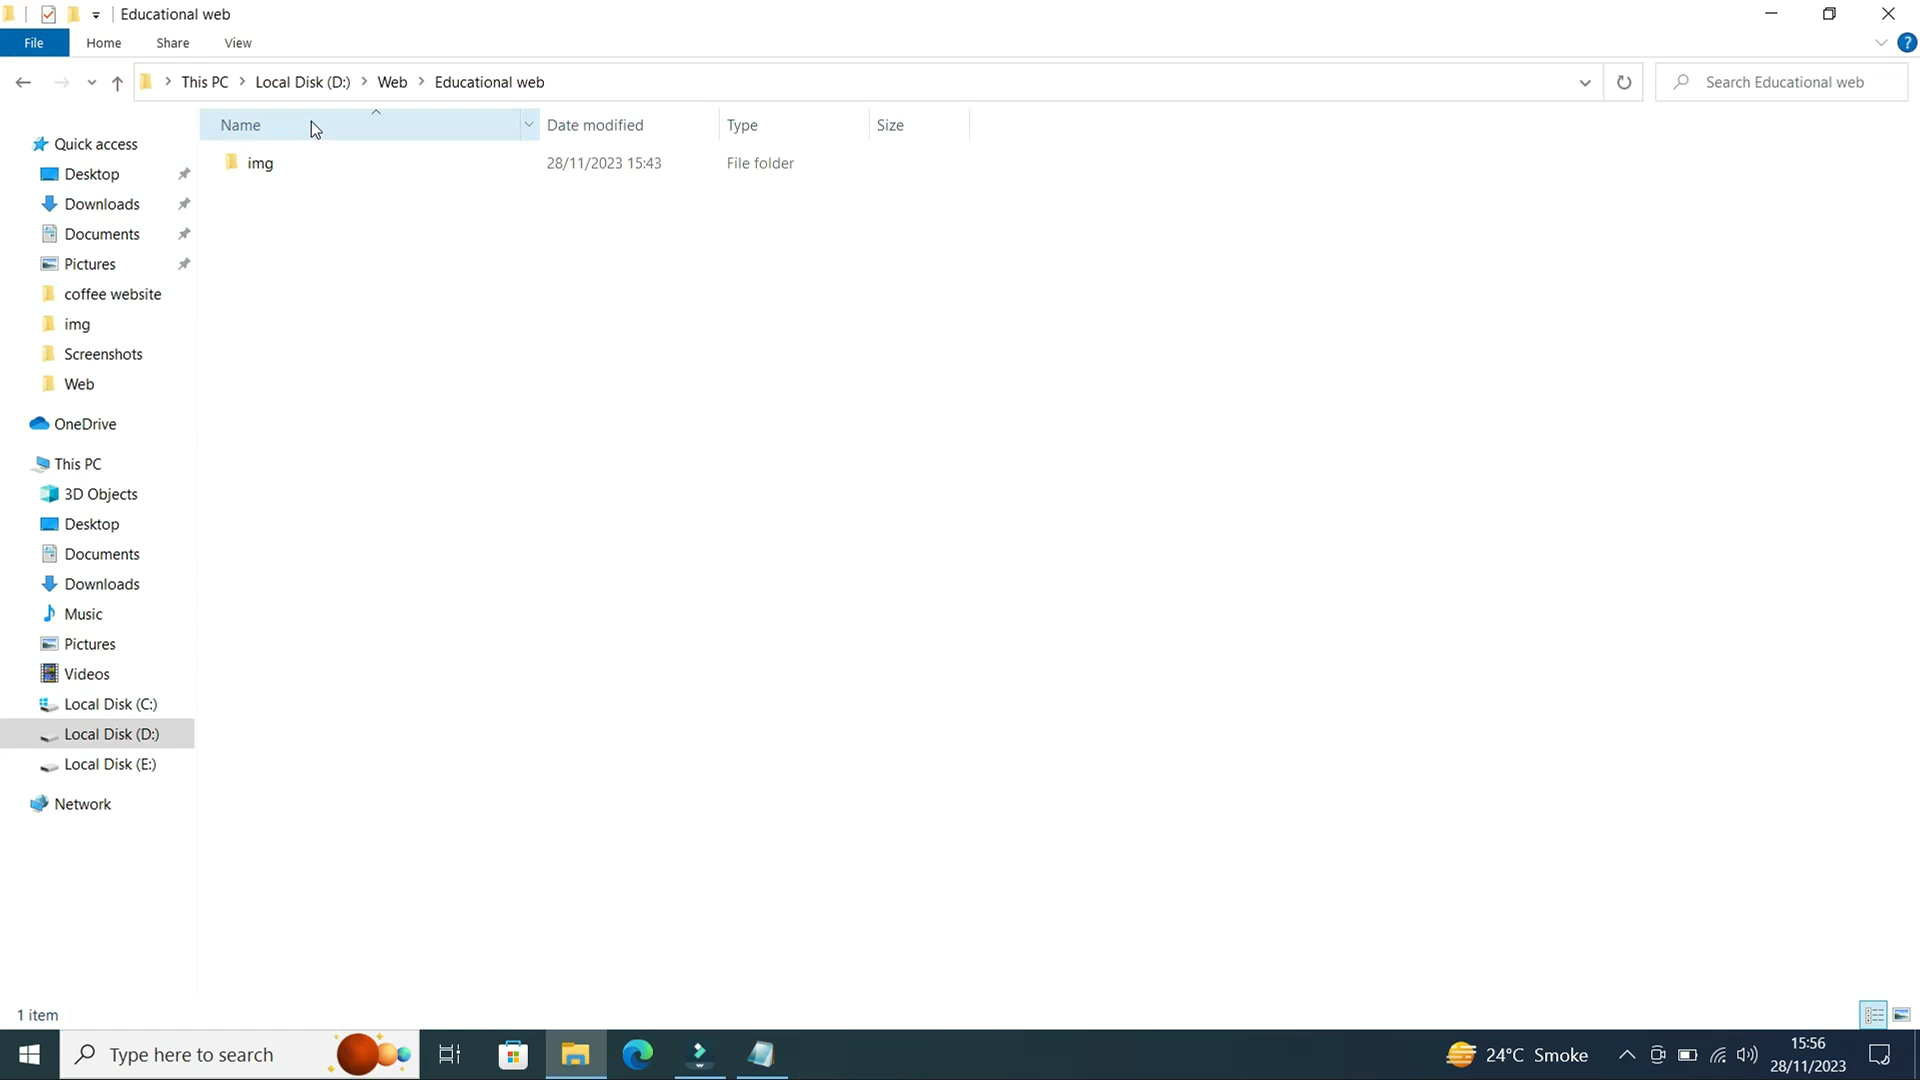 Educational web
File Home Share View
This PC Local Disk (D:) Web Educational web
Search Educational web
Name Date modified Type Size
img 28/11/2023 15:43 File folder
Quick access
Desktop
Downloads
Documents
Pictures
coffee website
img
Screenshots
Web
OneDrive
This PC
3D Objects
Desktop
Documents
Downloads
Music
Pictures
Videos
Local Disk (C:)
Local Disk (D:)
Local Disk (E:)
Network
1 item
Type here to search
24°C Smoke
15:56
28/11/2023